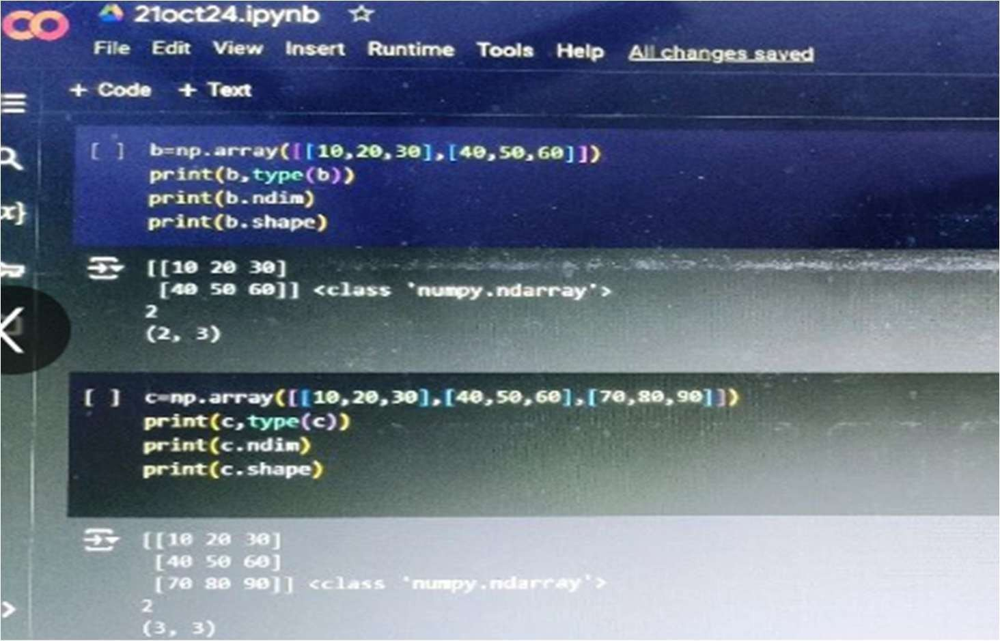 21oct24.ipynb
File Edit View Insert Runtime Tools Help All changes saved
+ Code + Text
[ ] b=np.array([[10,20,30],[40,50,60]])
print(b,type(b))
print(b.ndim)
print(b.shape)
[[10 20 30]
[40 50 60]] <class 'numpy.ndarray'>
2
(2, 3)
[ ] c=np.array([[10,20,30],[40,50,60],[70,80,90]])
print(c,type(c))
print(c.ndim)
print(c.shape)
[[10 20 30]
[40 50 60]
[70 80 90]] <class 'numpy.ndarray'>
2
(3, 3)